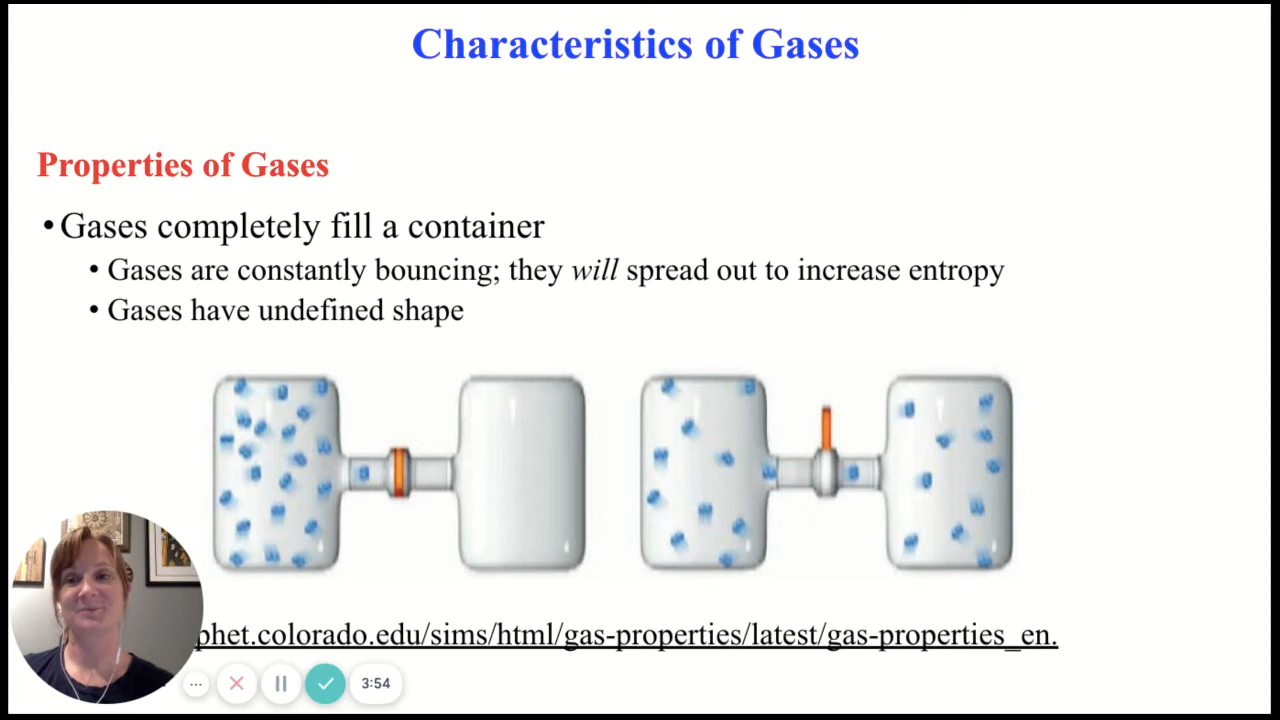 Characteristics of Gases
Properties of Gases
• Gases completely fill a container
• Gases are constantly bouncing; they will spread out to increase entropy
• Gases have undefined shape
phet.colorado.edu/sims/html/gas-properties/latest/gas-properties_en.
3:54